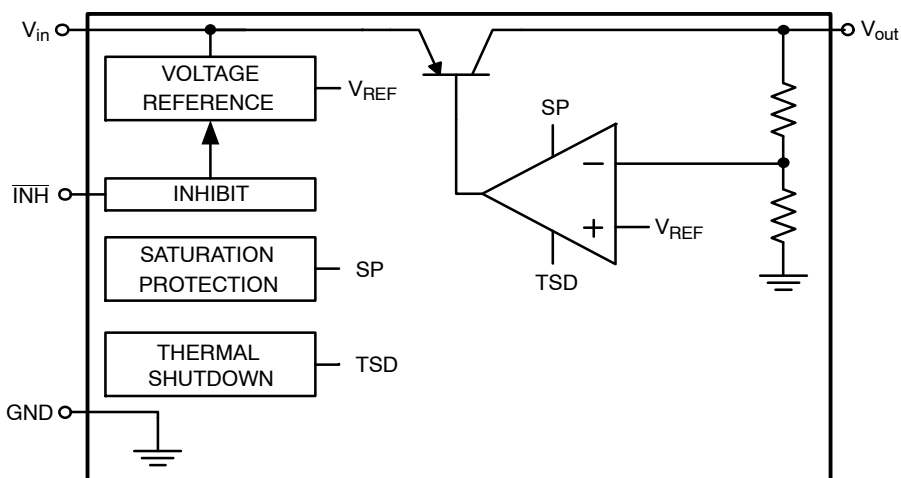 Vin
Vout
VOLTAGE
REFERENCE
VREF
SP
INH
INHIBIT
−
+
VREF
SATURATION
PROTECTION
SP
TSD
THERMAL
SHUTDOWN
TSD
GND